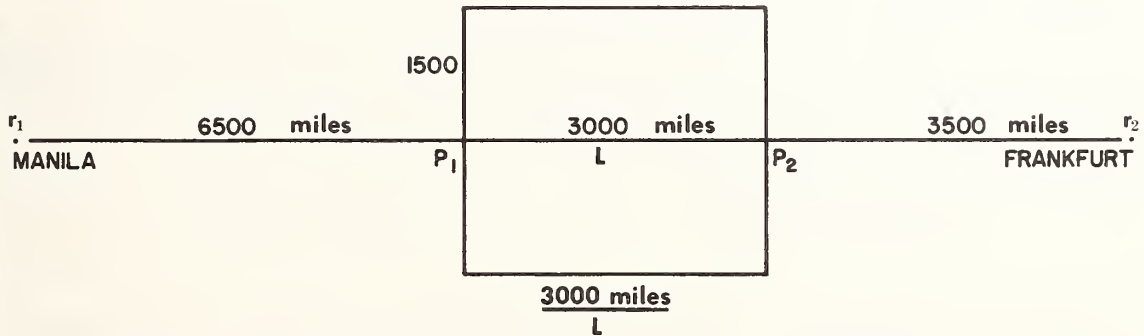 1500
r₁ 6500 miles 3000 miles 3500 miles r₂
MANILA P₁ L P₂ FRANKFURT
3000 miles
L